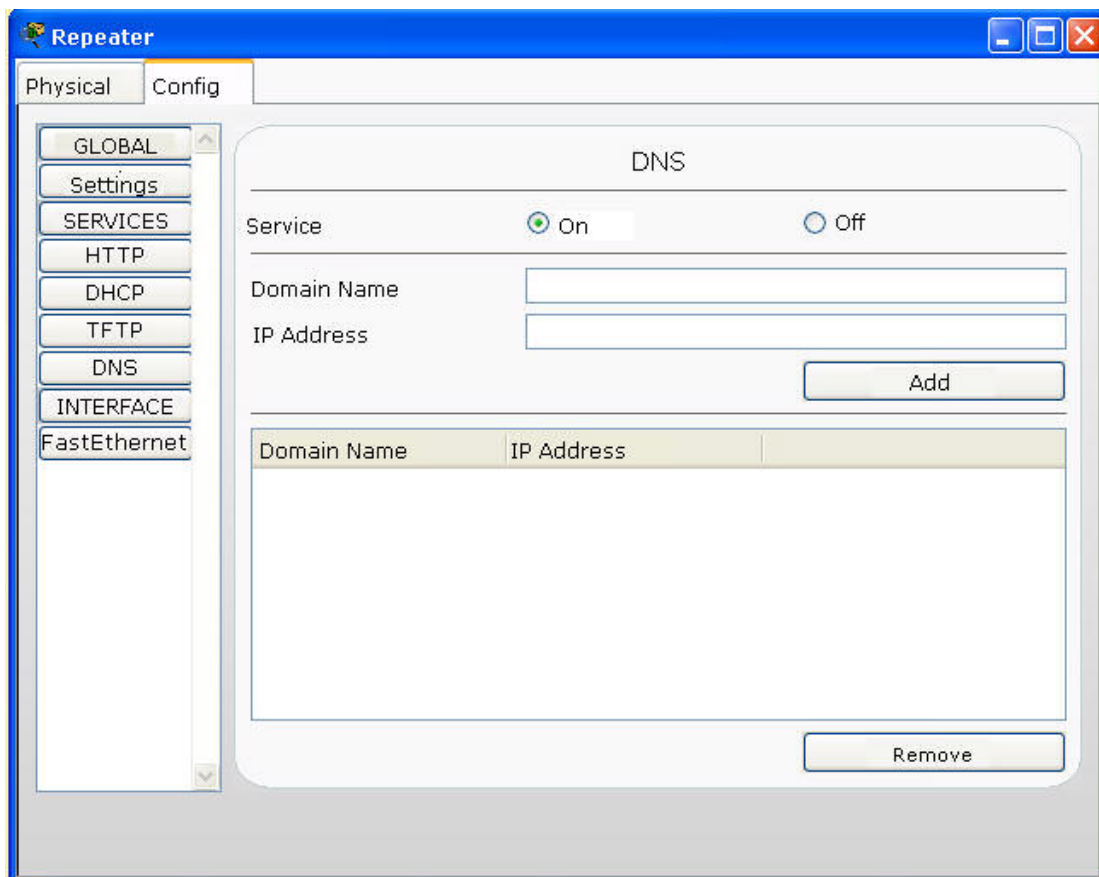 Repeater
Physical Config
GLOBAL
Settings
SERVICES
HTTP
DHCP
TFTP
DNS
INTERFACE
FastEthernet
DNS
Service On Off
Domain Name
IP Address
Add
Domain Name IP Address
Remove